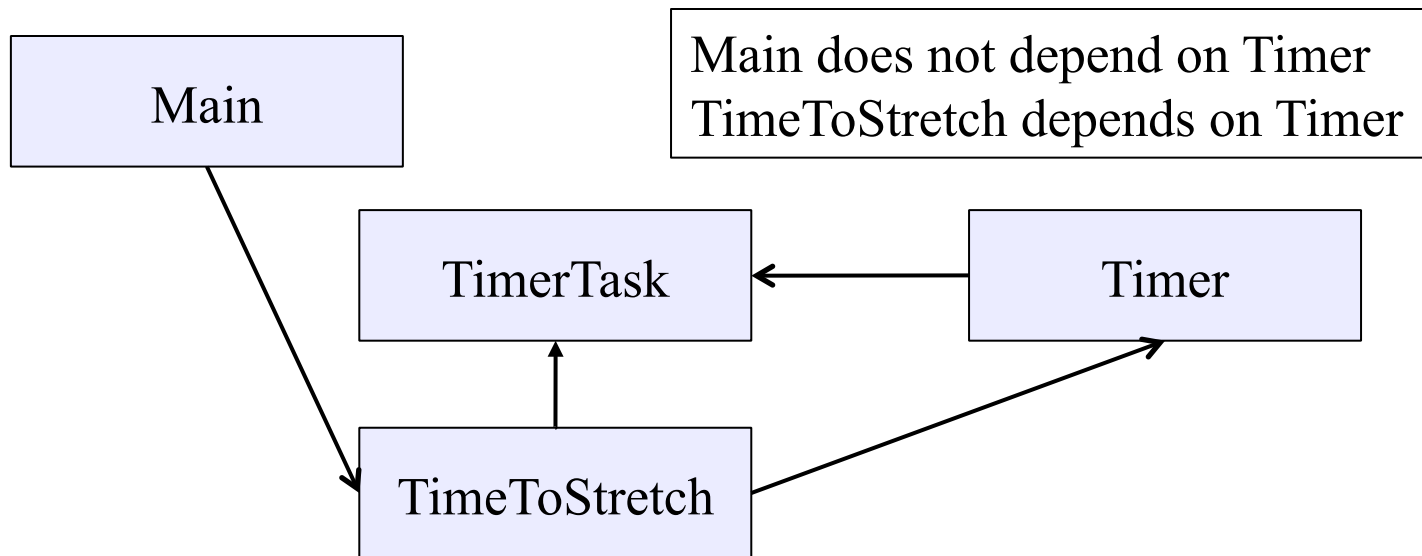 Main does not depend on Timer
TimeToStretch depends on Timer
Main
TimerTask
Timer
TimeToStretch